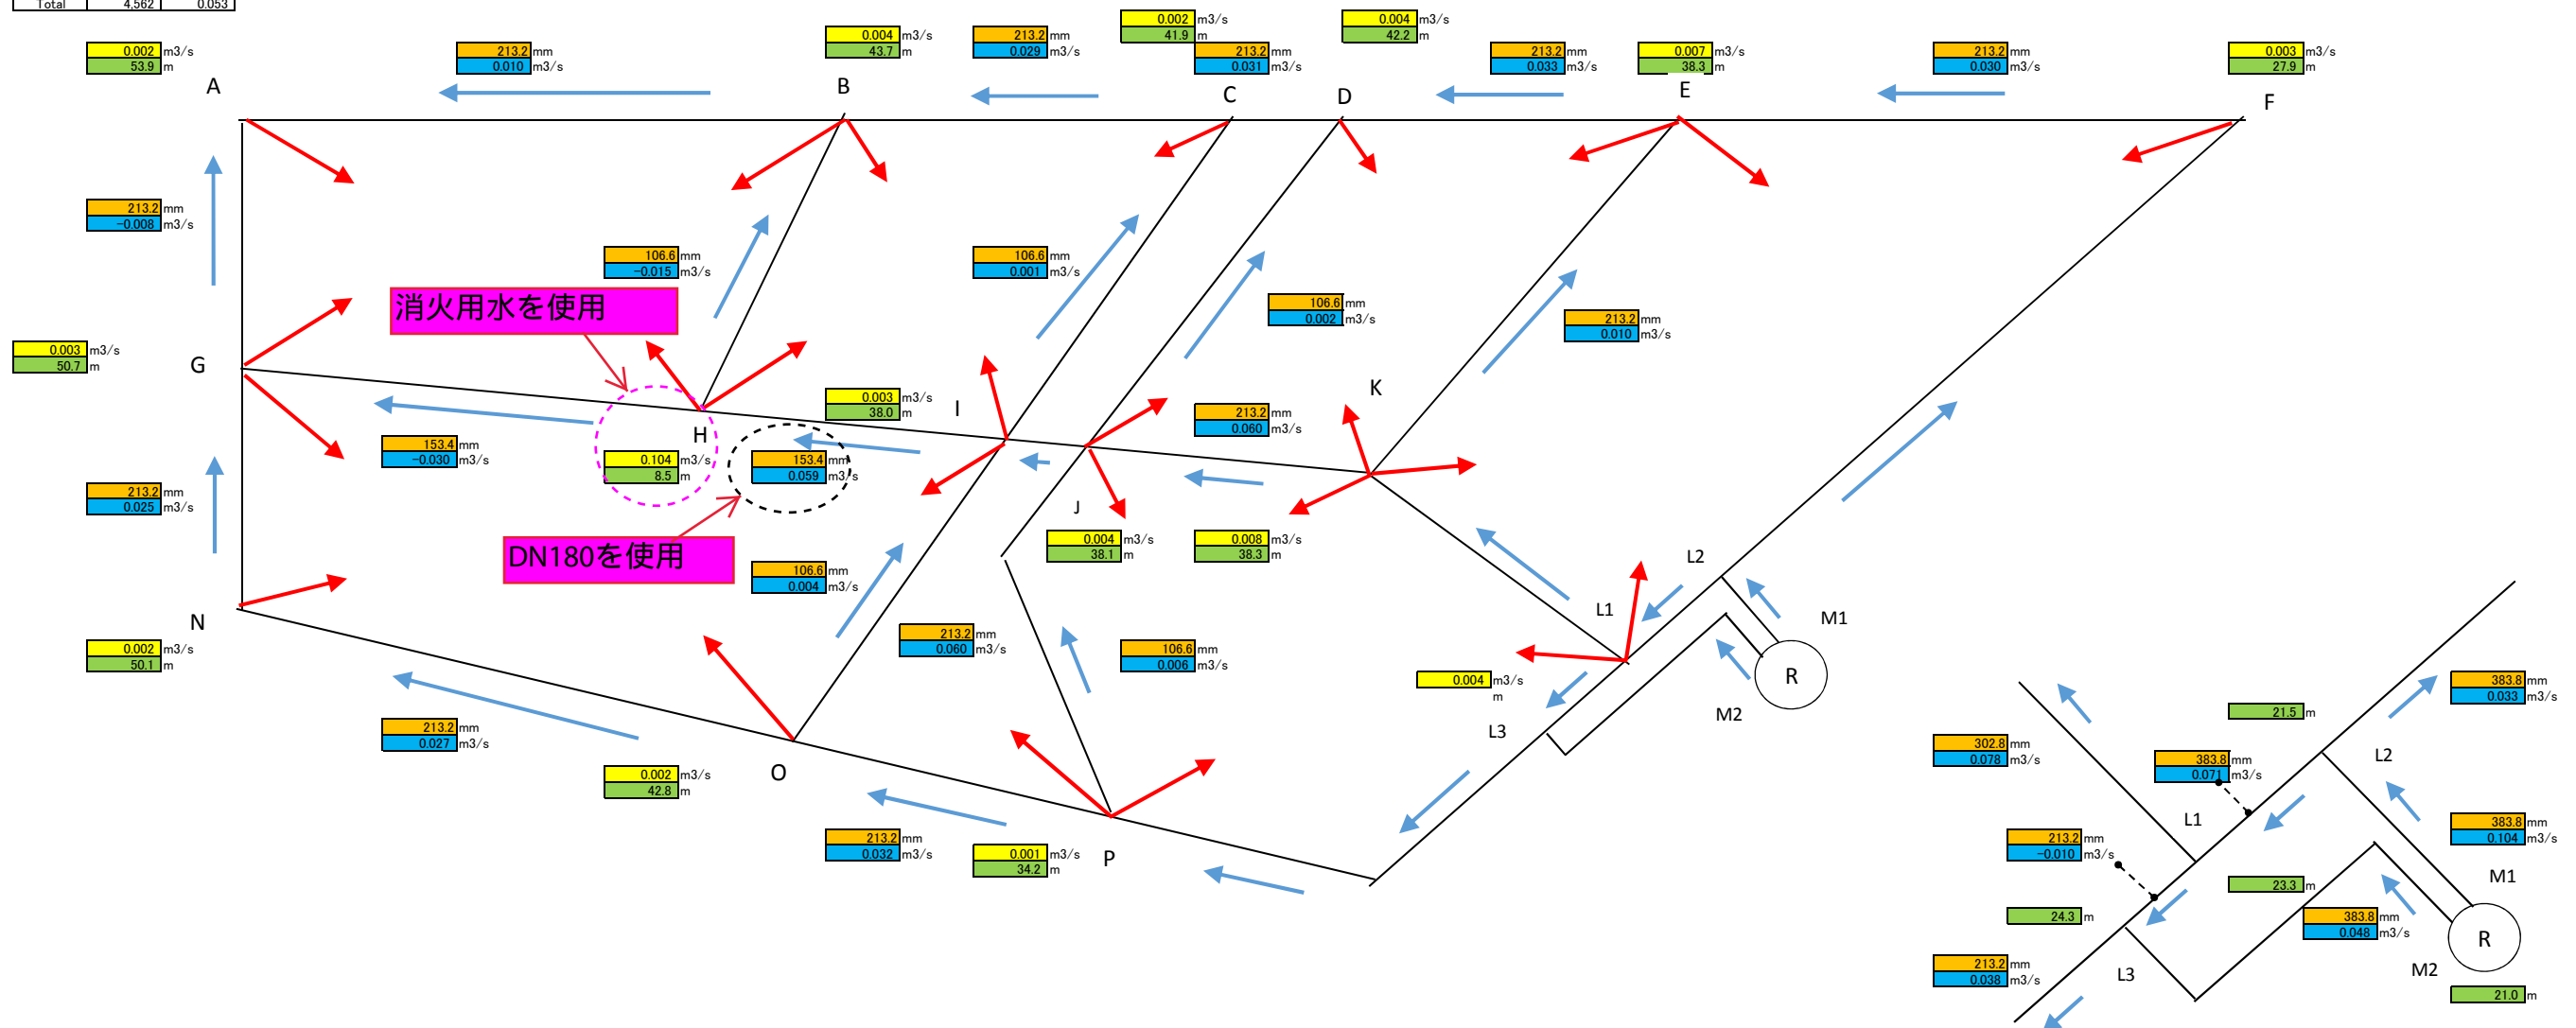 Total 4,562 0.053
0.002 m3/s
41.9 m
0.004 m3/s
42.2 m
0.004 m3/s
43.7 m
213.2 mm
0.029 m3/s
0.002 m3/s
53.9 m
213.2 mm
0.010 m3/s
213.2 mm
0.031 m3/s
213.2 mm
0.033 m3/s
0.007 m3/s
38.3 m
213.2 mm
0.030 m3/s
0.003 m3/s
27.9 m
A
B
C
D
E
F
213.2 mm
-0.008 m3/s
106.6 mm
-0.015 m3/s
106.6 mm
0.001 m3/s
消火用水を使用
106.6 mm
0.002 m3/s
213.2 mm
0.010 m3/s
0.003 m3/s
50.7 m
G
0.003 m3/s
38.0 m
I
K
213.2 mm
0.060 m3/s
H
153.4 mm
-0.030 m3/s
0.104 m3/s
8.5 m
153.4 mm
0.059 m3/s
213.2 mm
0.025 m3/s
J
DN180を使用
0.004 m3/s
38.1 m
0.008 m3/s
38.3 m
106.6 mm
0.004 m3/s
L2
L1
M1
N
213.2 mm
0.060 m3/s
106.6 mm
0.006 m3/s
0.002 m3/s
50.1 m
0.004 m3/s
m
R
M2
L3
213.2 mm
0.027 m3/s
O
0.002 m3/s
42.8 m
213.2 mm
0.032 m3/s
0.001 m3/s
34.2 m
P
383.8 mm
0.033 m3/s
21.5 m
302.8 mm
0.078 m3/s
383.8 mm
0.071 m3/s
L2
L1
383.8 mm
0.104 m3/s
213.2 mm
-0.010 m3/s
M1
23.3 m
24.3 m
383.8 mm
0.048 m3/s
R
213.2 mm
0.038 m3/s
L3
M2
21.0 m